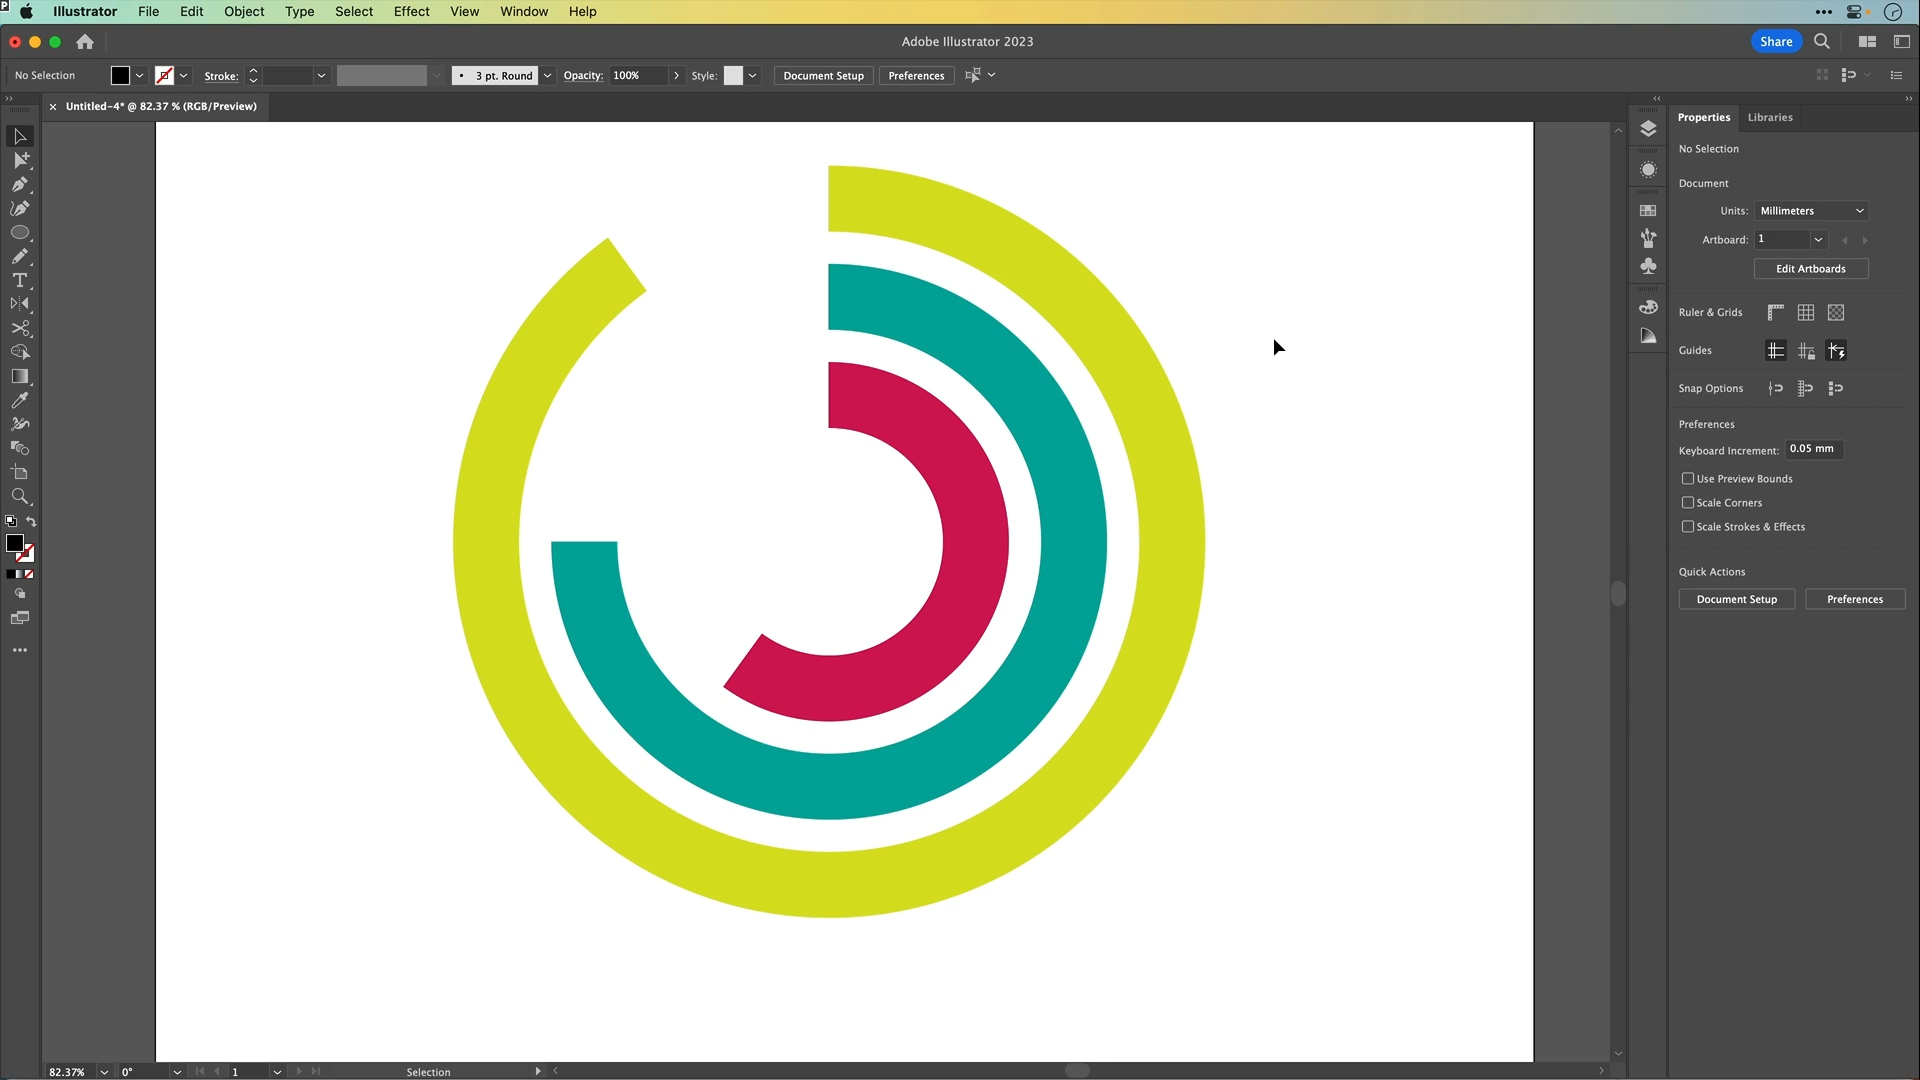 P
Illustrator File Edit Object Type Select Effect View Window Help
Adobe Illustrator 2023
Share
No Selection
Stroke:
3 pt. Round
Opacity: 100%
Style:
Document Setup
Preferences
× Untitled-4* @ 82.37 % (RGB/Preview)
Properties
Libraries
No Selection
Document
Units: Millimeters
Artboard: 1
Edit Artboards
Ruler & Grids
Guides
Snap Options
Preferences
Keyboard Increment: 0.05 mm
Use Preview Bounds
Scale Corners
Scale Strokes & Effects
Quick Actions
Document Setup
Preferences
82.37%
0°
1
Selection